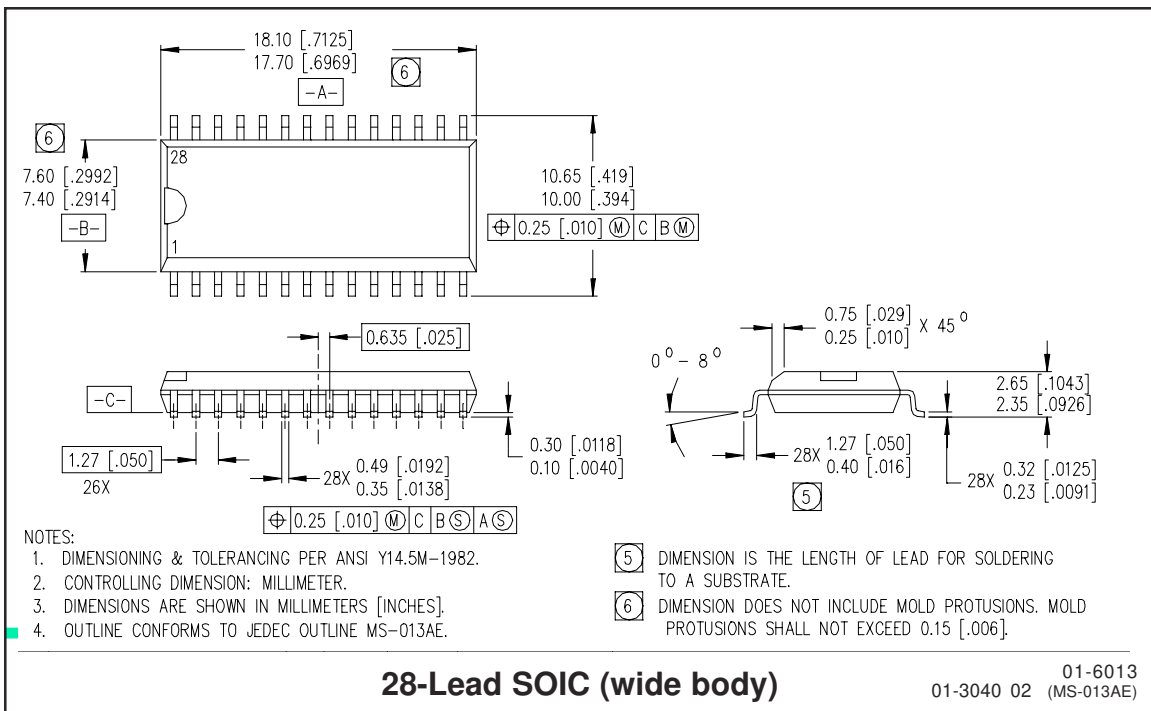 18.10 [.7125]
17.70 [.6969]
-A-
6
6
28
1
7.60 [.2992]
7.40 [.2914]
-B-
10.65 [.419]
10.00 [.394]
⌖ 0.25 [.010] Ⓜ C B Ⓜ
0.635 [.025]
-C-
1.27 [.050]
26X
28X 0.49 [.0192]
0.35 [.0138]
0.30 [.0118]
0.10 [.0040]
⌖ 0.25 [.010] Ⓜ C B Ⓢ A Ⓢ
0.75 [.029]
0.25 [.010] X 45°
0° - 8°
2.65 [.1043]
2.35 [.0926]
28X 1.27 [.050]
0.40 [.016]
5
28X 0.32 [.0125]
0.23 [.0091]
NOTES:
1. DIMENSIONING & TOLERANCING PER ANSI Y14.5M-1982.
2. CONTROLLING DIMENSION: MILLIMETER.
3. DIMENSIONS ARE SHOWN IN MILLIMETERS [INCHES].
4. OUTLINE CONFORMS TO JEDEC OUTLINE MS-013AE.
5 DIMENSION IS THE LENGTH OF LEAD FOR SOLDERING
TO A SUBSTRATE.
6 DIMENSION DOES NOT INCLUDE MOLD PROTUSIONS. MOLD
PROTUSIONS SHALL NOT EXCEED 0.15 [.006].
28-Lead SOIC (wide body)
01-6013
01-3040 02 (MS-013AE)